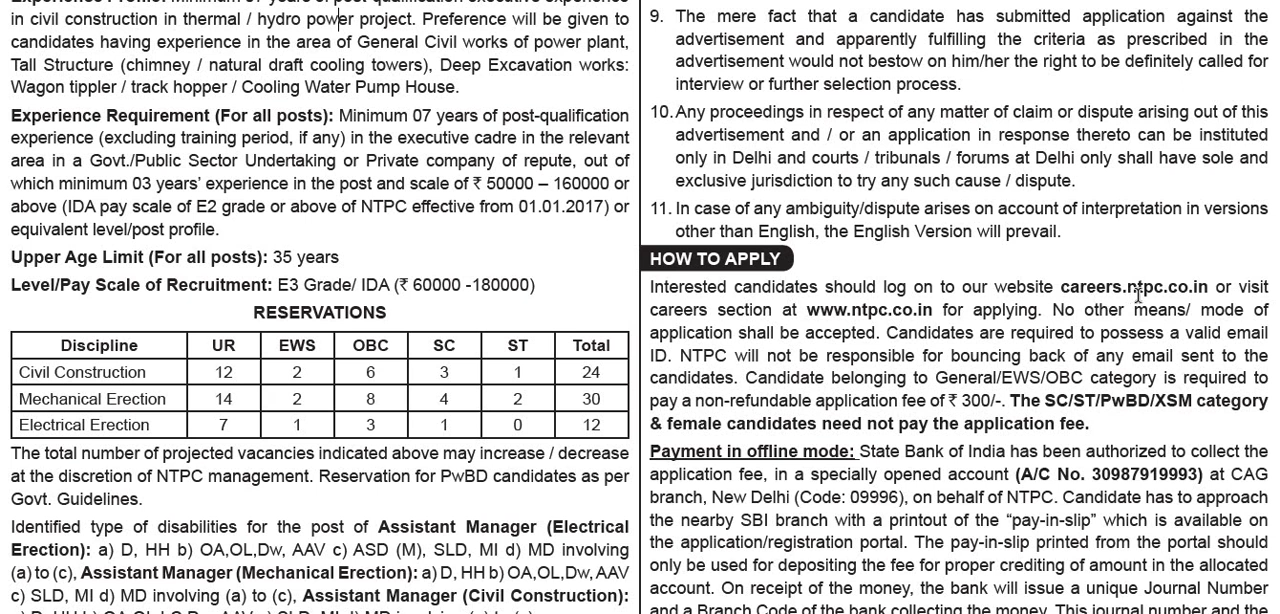 in civil construction in thermal / hydro power project. Preference will be given to
candidates having experience in the area of General Civil works of power plant,
Tall Structure (chimney / natural draft cooling towers), Deep Excavation works:
Wagon tippler / track hopper / Cooling Water Pump House.
Experience Requirement (For all posts): Minimum 07 years of post-qualification
experience (excluding training period, if any) in the executive cadre in the relevant
area in a Govt./Public Sector Undertaking or Private company of repute, out of
which minimum 03 years' experience in the post and scale of ₹ 50000 – 160000 or
above (IDA pay scale of E2 grade or above of NTPC effective from 01.01.2017) or
equivalent level/post profile.
Upper Age Limit (For all posts): 35 years
Level/Pay Scale of Recruitment: E3 Grade/ IDA (₹ 60000 -180000)
RESERVATIONS
Discipline UR EWS OBC SC ST Total
Civil Construction 12 2 6 3 1 24
Mechanical Erection 14 2 8 4 2 30
Electrical Erection 7 1 3 1 0 12
The total number of projected vacancies indicated above may increase / decrease
at the discretion of NTPC management. Reservation for PwBD candidates as per
Govt. Guidelines.
Identified type of disabilities for the post of Assistant Manager (Electrical
Erection): a) D, HH b) OA,OL,Dw, AAV c) ASD (M), SLD, MI d) MD involving
(a) to (c), Assistant Manager (Mechanical Erection): a) D, HH b) OA,OL,Dw, AAV
c) SLD, MI d) MD involving (a) to (c), Assistant Manager (Civil Construction):
9. The mere fact that a candidate has submitted application against the
advertisement and apparently fulfilling the criteria as prescribed in the
advertisement would not bestow on him/her the right to be definitely called for
interview or further selection process.
10. Any proceedings in respect of any matter of claim or dispute arising out of this
advertisement and / or an application in response thereto can be instituted
only in Delhi and courts / tribunals / forums at Delhi only shall have sole and
exclusive jurisdiction to try any such cause / dispute.
11. In case of any ambiguity/dispute arises on account of interpretation in versions
other than English, the English Version will prevail.
HOW TO APPLY
Interested candidates should log on to our website careers.ntpc.co.in or visit
careers section at www.ntpc.co.in for applying. No other means/ mode of
application shall be accepted. Candidates are required to possess a valid email
ID. NTPC will not be responsible for bouncing back of any email sent to the
candidates. Candidate belonging to General/EWS/OBC category is required to
pay a non-refundable application fee of ₹ 300/-. The SC/ST/PwBD/XSM category
& female candidates need not pay the application fee.
Payment in offline mode: State Bank of India has been authorized to collect the
application fee, in a specially opened account (A/C No. 30987919993) at CAG
branch, New Delhi (Code: 09996), on behalf of NTPC. Candidate has to approach
the nearby SBI branch with a printout of the “pay-in-slip” which is available on
the application/registration portal. The pay-in-slip printed from the portal should
only be used for depositing the fee for proper crediting of amount in the allocated
account. On receipt of the money, the bank will issue a unique Journal Number
and a Branch Code of the bank collecting the money. This journal number and the